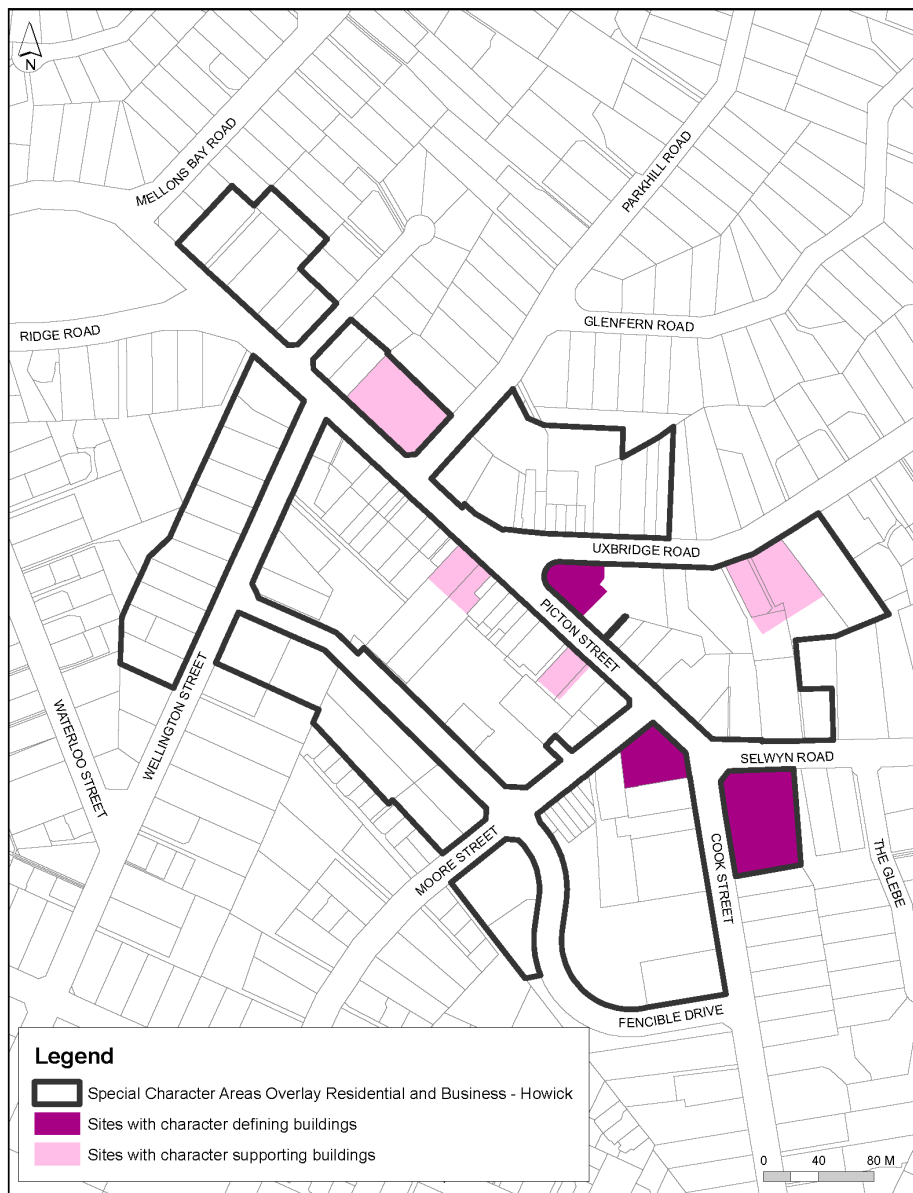 N
MELLONS BAY ROAD
PARKHILL ROAD
RIDGE ROAD
GLENFERN ROAD
UXBRIDGE ROAD
PICTON STREET
WELLINGTON STREET
WATERLOO STREET
SELWYN ROAD
MOORE STREET
COOK STREET
THE GLEBE
FENCIBLE DRIVE
Legend
Special Character Areas Overlay Residential and Business - Howick
Sites with character defining buildings
Sites with character supporting buildings
0 40 80 M